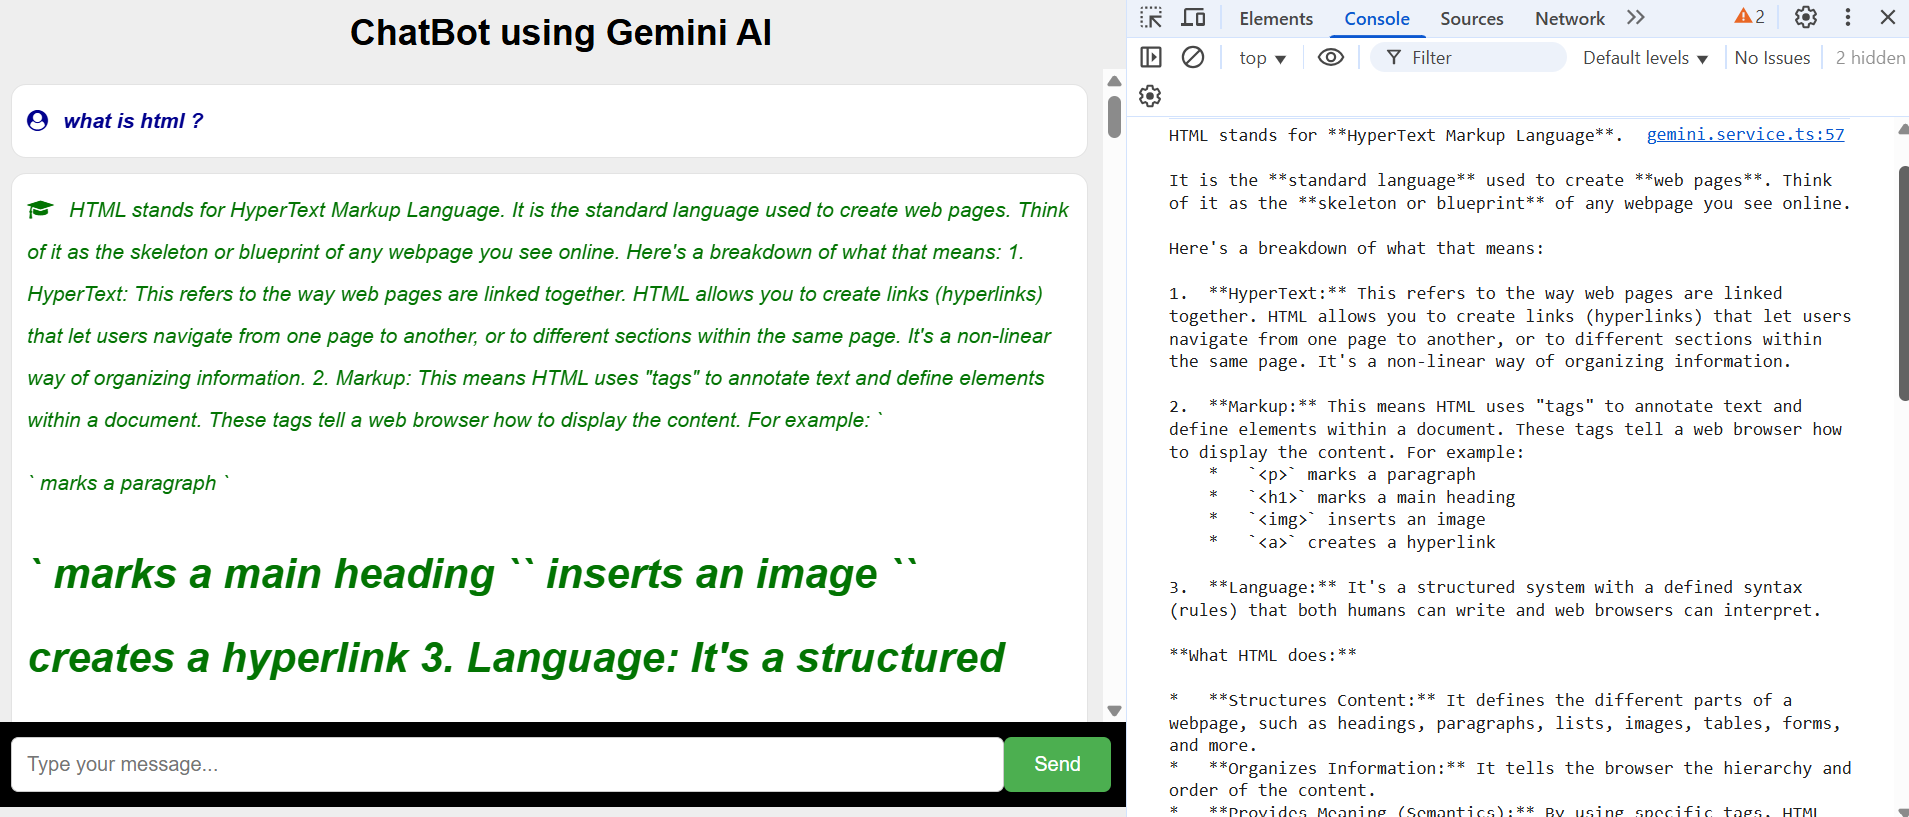 ChatBot using Gemini AI
what is html ?
HTML stands for HyperText Markup Language. It is the standard language used to create web pages. Think
of it as the skeleton or blueprint of any webpage you see online. Here's a breakdown of what that means: 1.
HyperText: This refers to the way web pages are linked together. HTML allows you to create links (hyperlinks)
that let users navigate from one page to another, or to different sections within the same page. It's a non-linear
way of organizing information. 2. Markup: This means HTML uses "tags" to annotate text and define elements
within a document. These tags tell a web browser how to display the content. For example: `
` marks a paragraph `
` marks a main heading `` inserts an image ``
creates a hyperlink 3. Language: It's a structured
Type your message...
Send
Elements Console Sources Network 2
top Filter Default levels No Issues 2 hidden
HTML stands for **HyperText Markup Language**. gemini.service.ts:57
It is the **standard language** used to create **web pages**. Think
of it as the **skeleton or blueprint** of any webpage you see online.
Here's a breakdown of what that means:
1. **HyperText:** This refers to the way web pages are linked
together. HTML allows you to create links (hyperlinks) that let users
navigate from one page to another, or to different sections within
the same page. It's a non-linear way of organizing information.
2. **Markup:** This means HTML uses "tags" to annotate text and
define elements within a document. These tags tell a web browser how
to display the content. For example:
* `<p>` marks a paragraph
* `<h1>` marks a main heading
* `<img>` inserts an image
* `<a>` creates a hyperlink
3. **Language:** It's a structured system with a defined syntax
(rules) that both humans can write and web browsers can interpret.
**What HTML does:**
* **Structures Content:** It defines the different parts of a
webpage, such as headings, paragraphs, lists, images, tables, forms,
and more.
* **Organizes Information:** It tells the browser the hierarchy and
order of the content.
* **Provides Meaning (Semantics):** By using specific tags, HTML